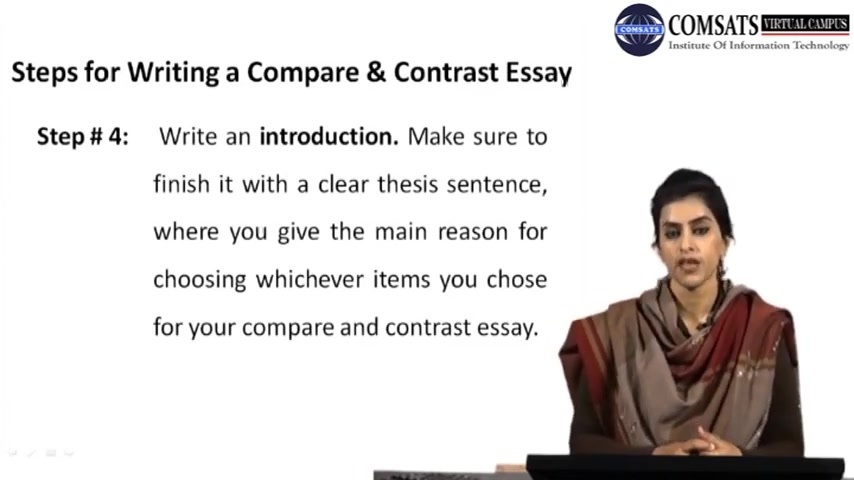 COMSATS VIRTUAL CAMPUS
Institute Of Information Technology
COMSATS
Steps for Writing a Compare & Contrast Essay
Step # 4: Write an introduction. Make sure to
finish it with a clear thesis sentence,
where you give the main reason for
choosing whichever items you chose
for your compare and contrast essay.